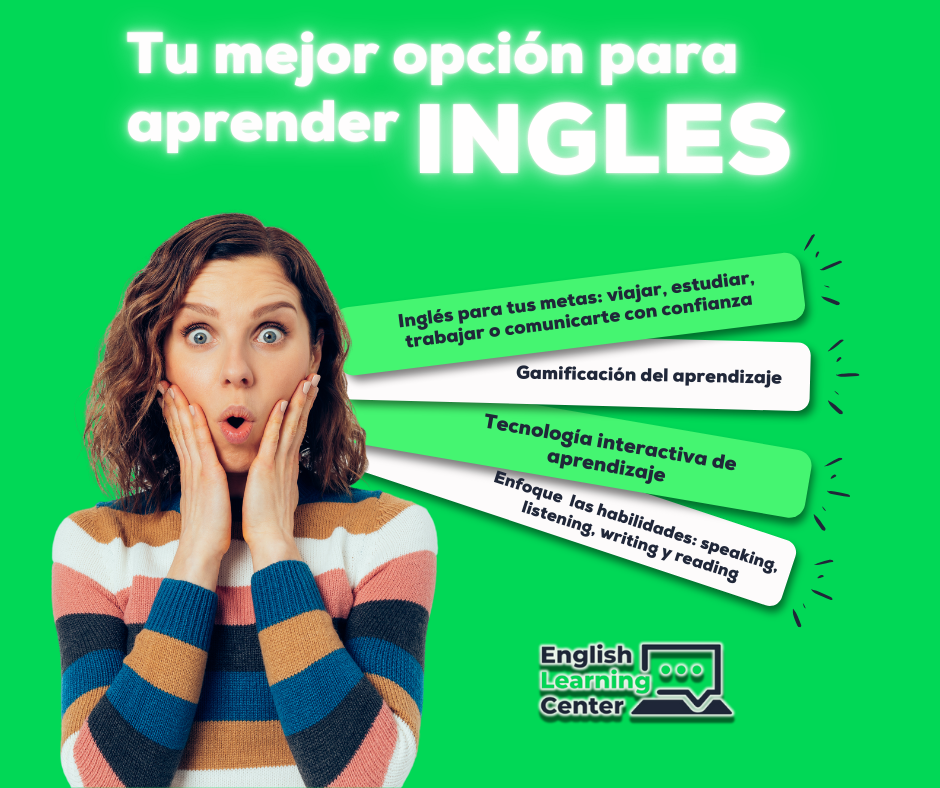 Tu mejor opción para
aprender INGLES
Inglés para tus metas: viajar, estudiar,
trabajar o comunicarte con confianza
Gamificación del aprendizaje
Tecnología interactiva de
aprendizaje
Enfoque las habilidades: speaking,
listening, writing y reading
English
Learning
Center